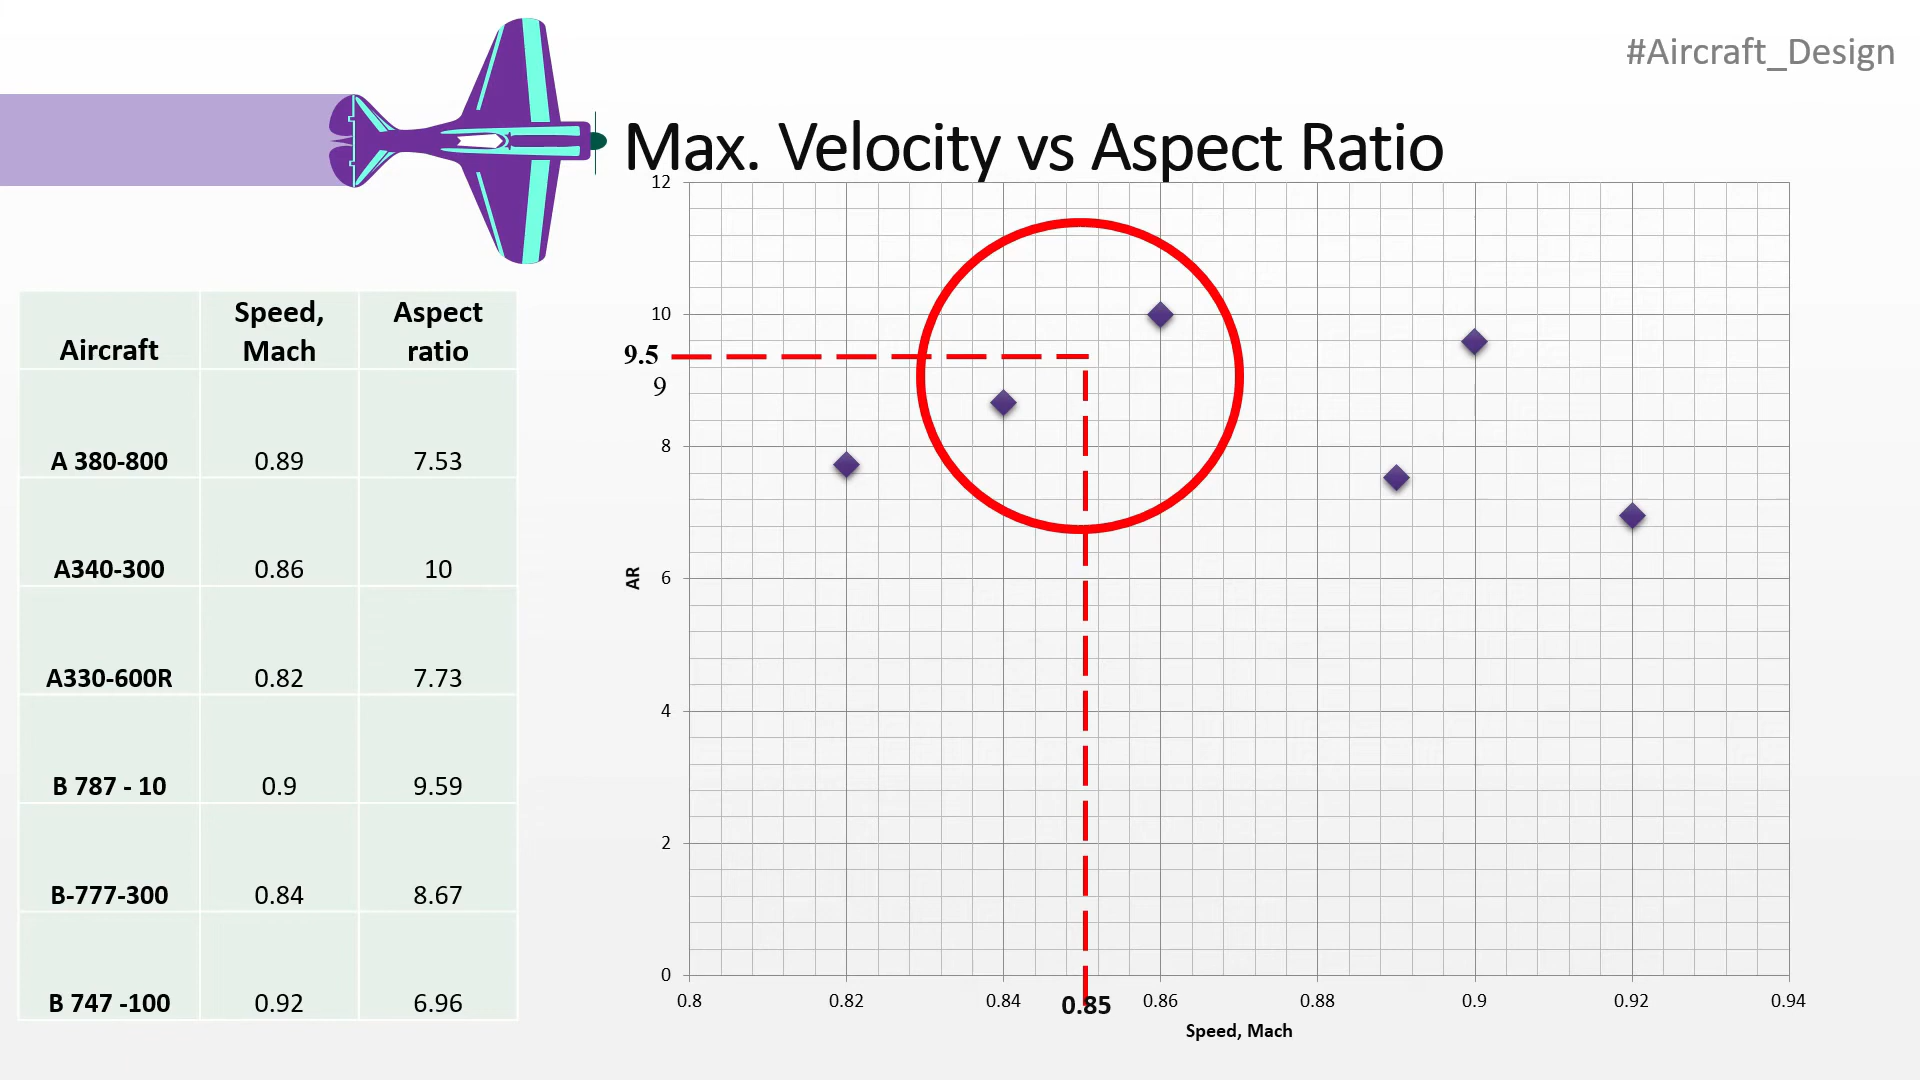 #Aircraft_Design
Max. Velocity vs Aspect Ratio
Aircraft Speed, Mach Aspect ratio
A 380-800 0.89 7.53
A340-300 0.86 10
A330-600R 0.82 7.73
B 787 - 10 0.9 9.59
B-777-300 0.84 8.67
B 747 -100 0.92 6.96
12
10
9.5
9
8
6
4
2
0
AR
0.8 0.82 0.84 0.85 0.86 0.88 0.9 0.92 0.94
Speed, Mach